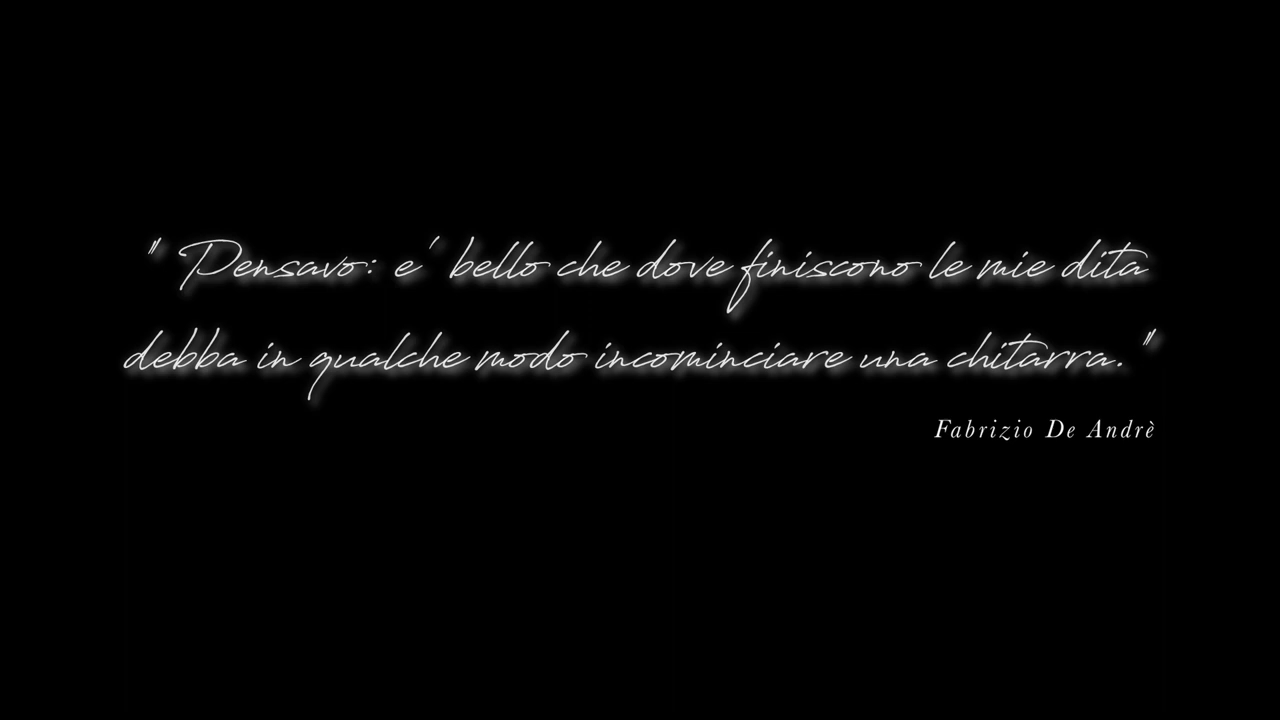 " Pensavo: e' bello che dove finiscono le mie dita
debba in qualche modo incominciare una chitarra."
Fabrizio De Andrè